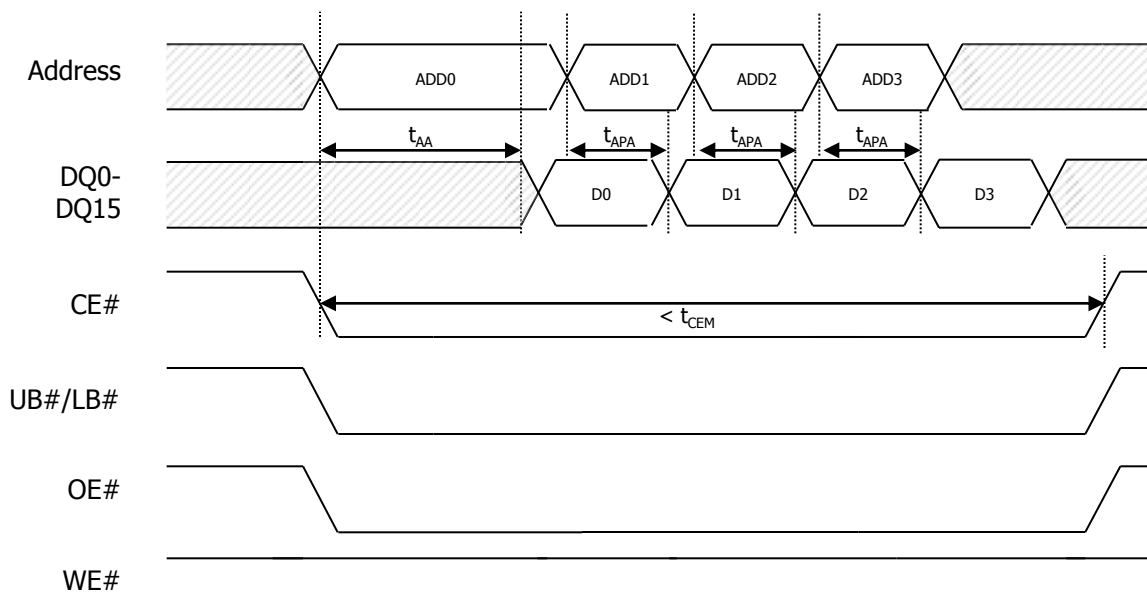 Address
ADD0 ADD1 ADD2 ADD3
tAA tAPA tAPA tAPA
DQ0-
DQ15
D0 D1 D2 D3
CE#
< tCEM
UB#/LB#
OE#
WE#